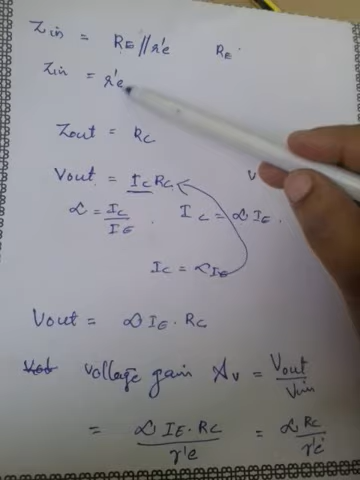 Zin = RE // r'e RE.
Zin = r'e
Zout = RC
Vout = IC RC V
α = IC/IE . IC = α IE .
IC = α IE
Vout = α IE . RC
voltage gain Av = Vout/Vin
= α IE . RC/r'e = α RC/r'e